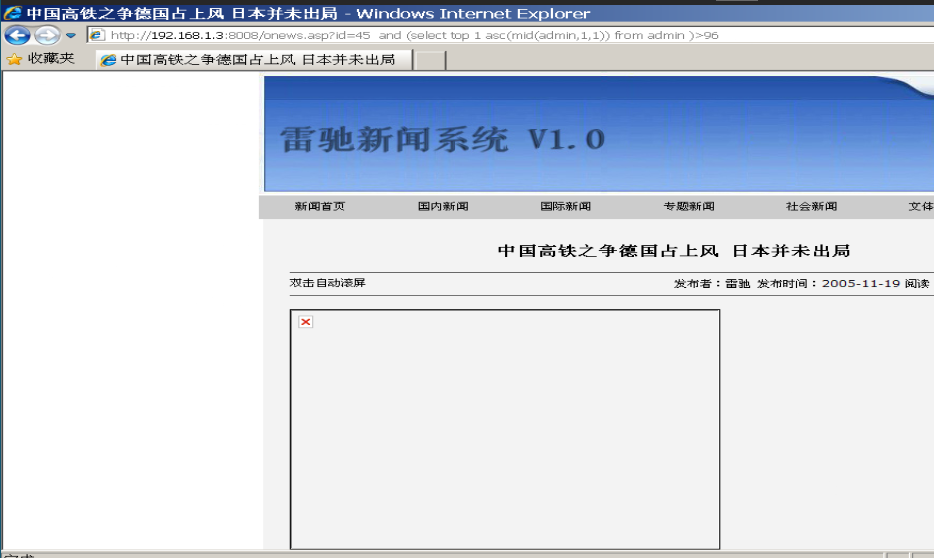 中国高铁之争德国占上风 日本并未出局 - Windows Internet Explorer
http://192.168.1.3:8008/onews.asp?id=45 and (select top 1 asc(mid(admin,1,1)) from admin )>96
收藏夹 中国高铁之争德国占上风 日本并未出局
雷驰新闻系统 V1.0
新闻首页 国内新闻 国际新闻 专题新闻 社会新闻 文体
中国高铁之争德国占上风 日本并未出局
双击自动滚屏 发布者：雷驰 发布时间：2005-11-19 阅读